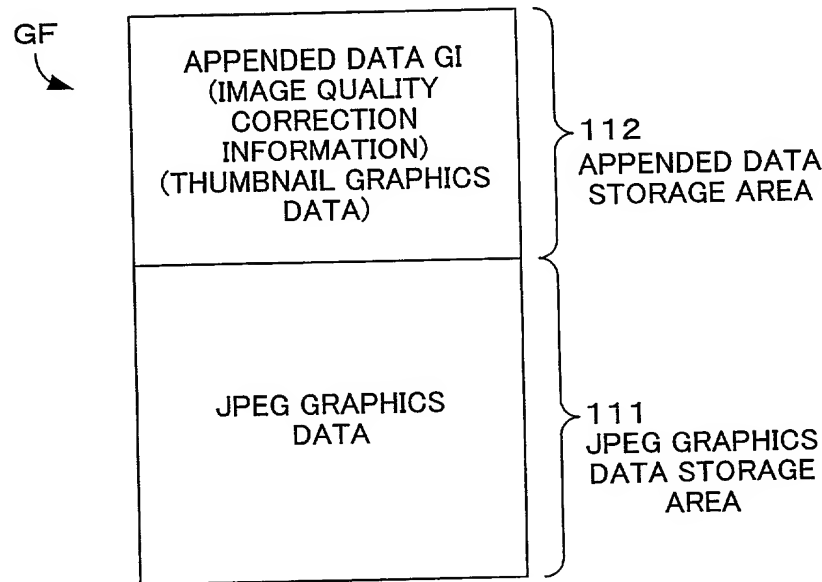 GF
APPENDED DATA GI
(IMAGE QUALITY
CORRECTION
INFORMATION)
(THUMBNAIL GRAPHICS
DATA)
112
APPENDED DATA
STORAGE AREA
JPEG GRAPHICS
DATA
111
JPEG GRAPHICS
DATA STORAGE
AREA